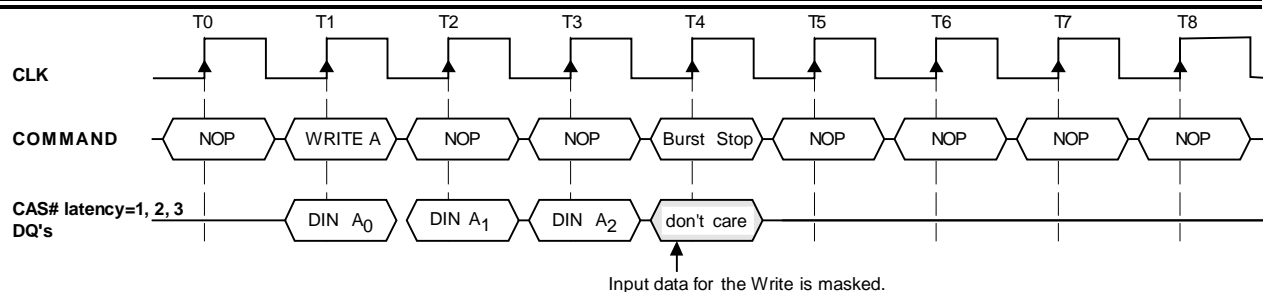 T0 T1 T2 T3 T4 T5 T6 T7 T8
CLK
COMMAND NOP WRITE A NOP NOP Burst Stop NOP NOP NOP NOP
CAS# latency=1, 2, 3
DQ's DIN A0 DIN A1 DIN A2 don't care
Input data for the Write is masked.